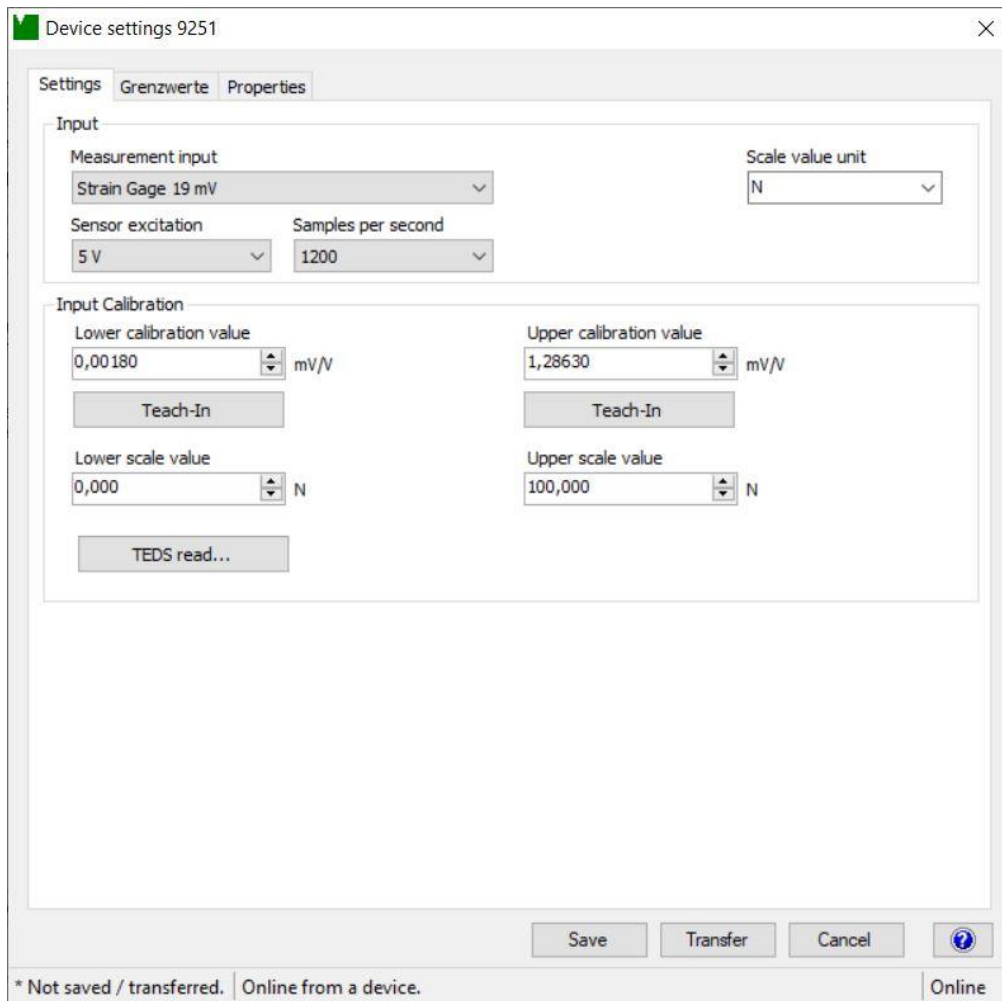 Device settings 9251
Settings Grenzwerte Properties
Input
Measurement input Scale value unit
Strain Gage 19 mV N
Sensor excitation Samples per second
5 V 1200
Input Calibration
Lower calibration value Upper calibration value
0,00180 mV/V 1,28630 mV/V
Teach-In Teach-In
Lower scale value Upper scale value
0,000 N 100,000 N
TEDS read...
Save Transfer Cancel ?
* Not saved / transferred. Online from a device. Online